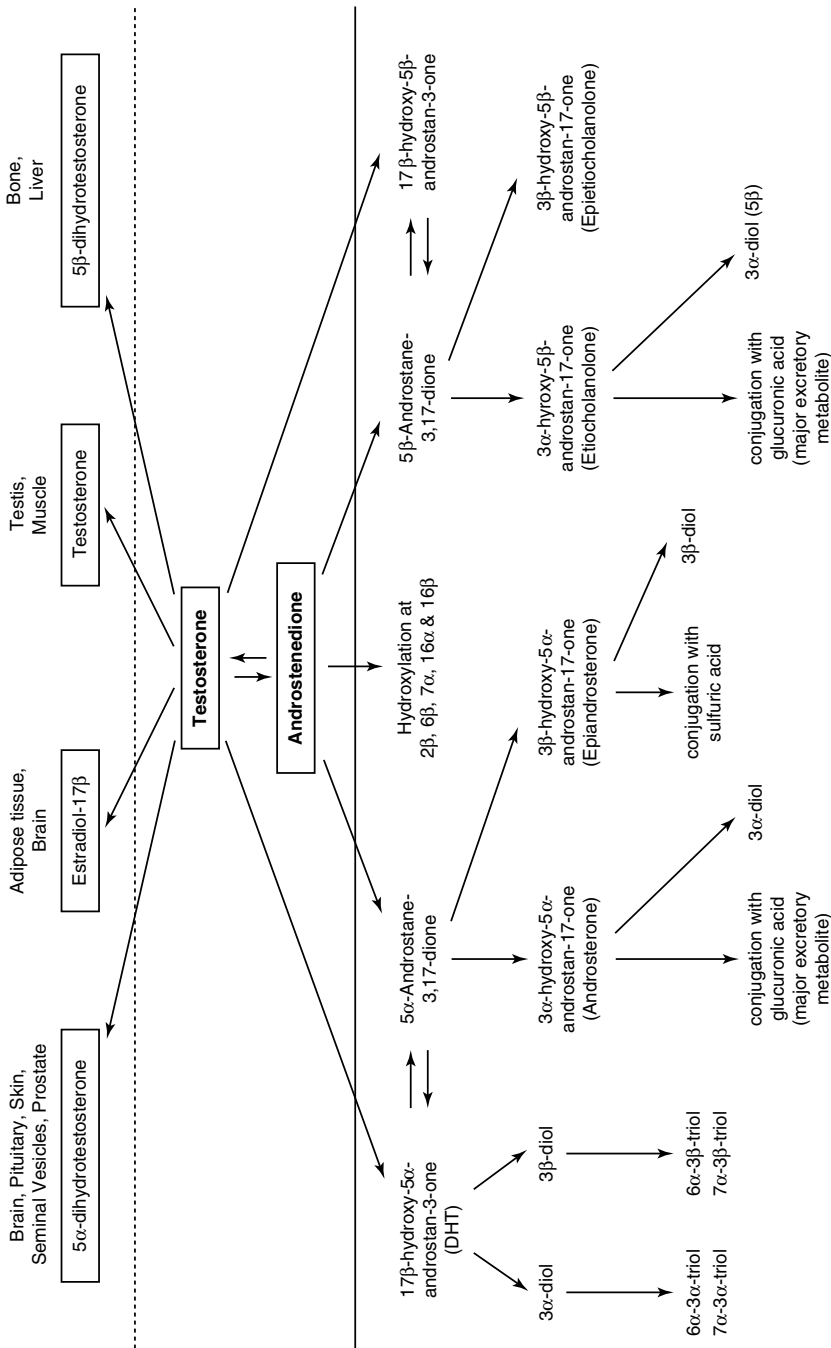 Brain, Pituitary, Skin,
Seminal Vesicles, Prostate
Adipose tissue,
Brain
Testis,
Muscle
Bone,
Liver
5α-dihydrotestosterone
Estradiol-17β
Testosterone
5β-dihydrotestosterone
Testosterone
Androstenedione
17β-hydroxy-5α-
androstan-3-one
(DHT)
5α-Androstane-
3,17-dione
Hydroxylation at
2β, 6β, 7α, 16α & 16β
5β-Androstane-
3,17-dione
17β-hydroxy-5β-
androstan-3-one
3α-diol
3β-diol
3α-hydroxy-5α-
androstan-17-one
(Androsterone)
3β-hydroxy-5α-
androstan-17-one
(Epiandrosterone)
3α-hyroxy-5β-
androstan-17-one
(Etiocholanolone)
3β-hydroxy-5β-
androstan-17-one
(Epietiocholanolone)
6α-3α-triol
7α-3α-triol
6α-3β-triol
7α-3β-triol
conjugation with
glucuronic acid
(major excretory
metabolite)
3α-diol
conjugation with
sulfuric acid
3β-diol
conjugation with
glucuronic acid
(major excretory
metabolite)
3α-diol (5β)